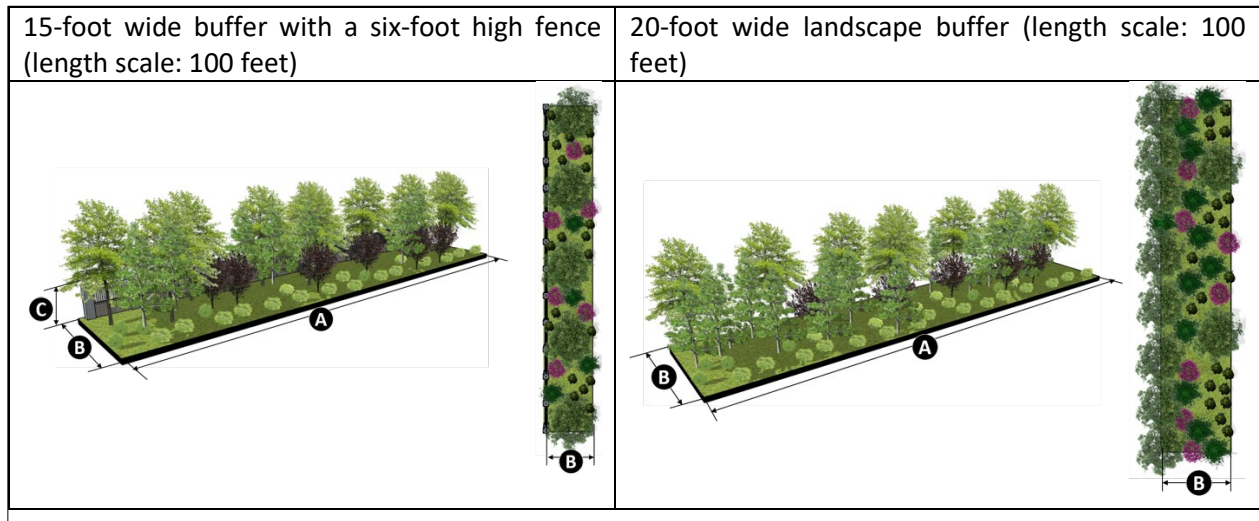 15-foot wide buffer with a six-foot high fence
(length scale: 100 feet)
20-foot wide landscape buffer (length scale: 100
feet)
C
B
A
B
B
A
B